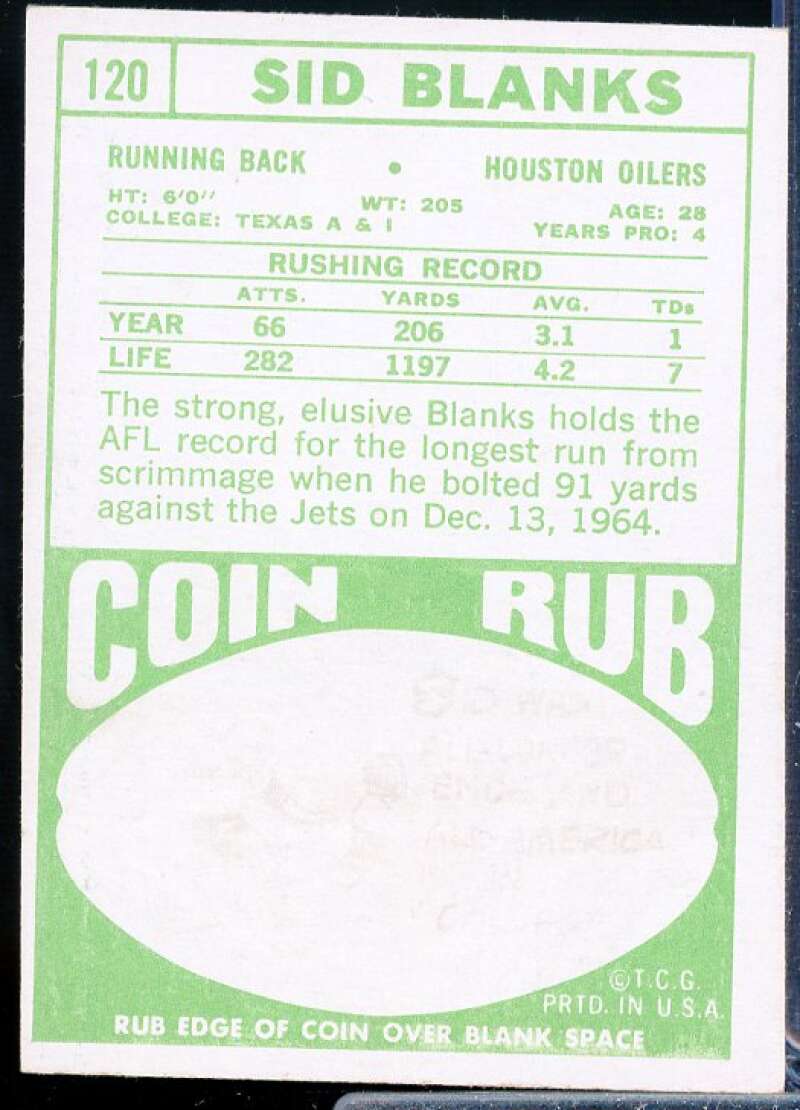 120 SID BLANKS
RUNNING BACK • HOUSTON OILERS
HT: 6'0" WT: 205 AGE: 28
COLLEGE: TEXAS A & I YEARS PRO: 4
RUSHING RECORD
ATTS. YARDS AVG. TDs
YEAR 66 206 3.1 1
LIFE 282 1197 4.2 7
The strong, elusive Blanks holds the
AFL record for the longest run from
scrimmage when he bolted 91 yards
against the Jets on Dec. 13, 1964.
COIN RUB
©T.C.G.
PRTD. IN U.S.A.
RUB EDGE OF COIN OVER BLANK SPACE